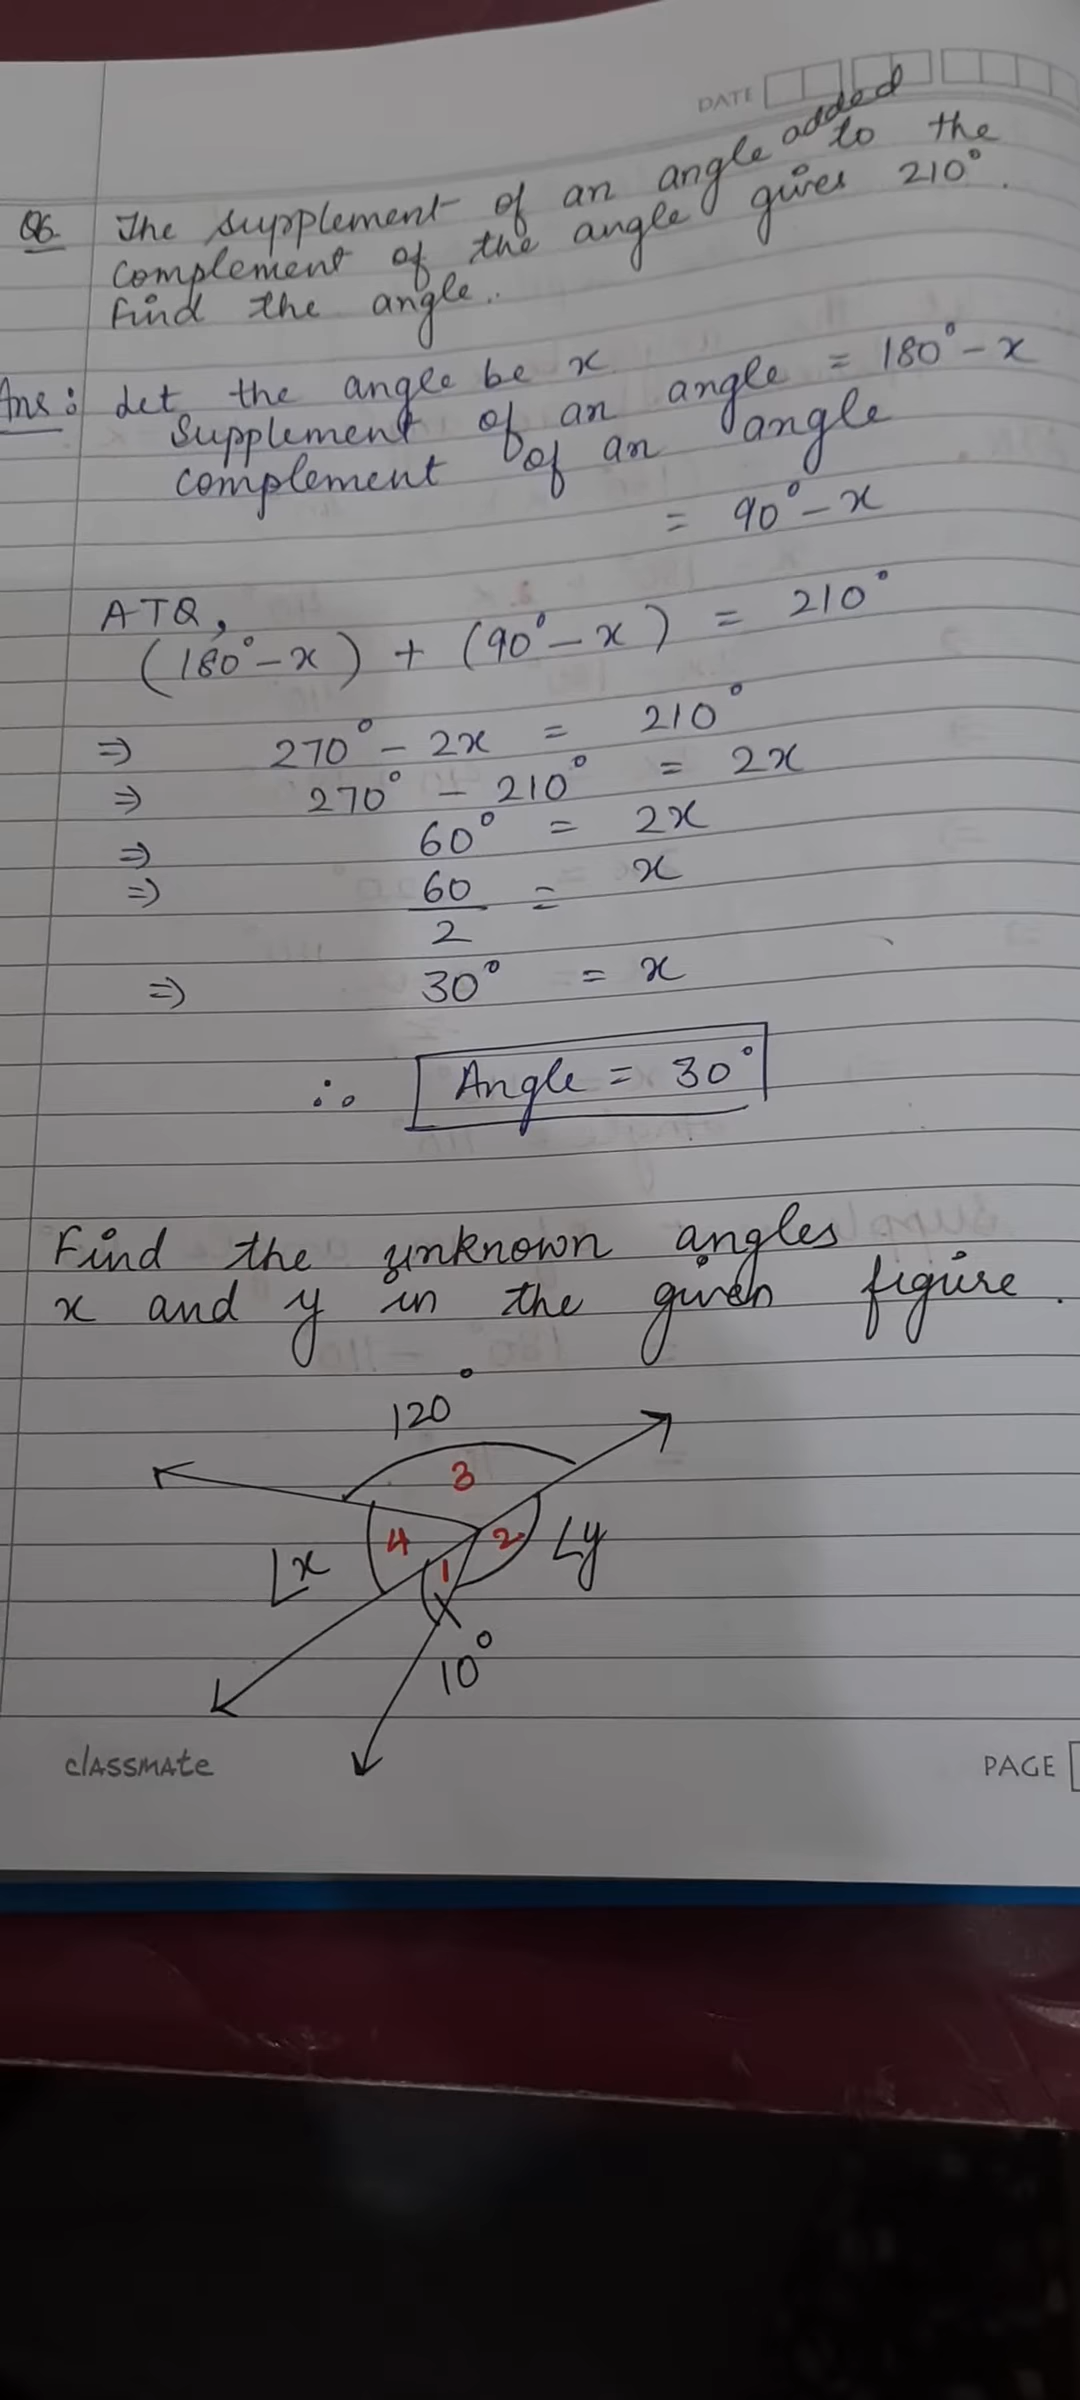 DATE
added
Q6 The supplement of an angle to the
complement of the angle gives 210°.
Find the angle.
Ans: Let the angle be x
Supplement of an angle = 180° - x
complement of an angle
= 90° - x
ATQ,
(180° - x) + (90° - x) = 210°
⇒ 270° - 2x = 210°
⇒ 270° - 210° = 2x
⇒ 60° = 2x
⇒ 60/2 = x
⇒ 30° = x
∴ Angle = 30°
Find the unknown angles
x and y in the given figure.
120°
3
4 2 ∠y
∠x 1
10°
classmate PAGE